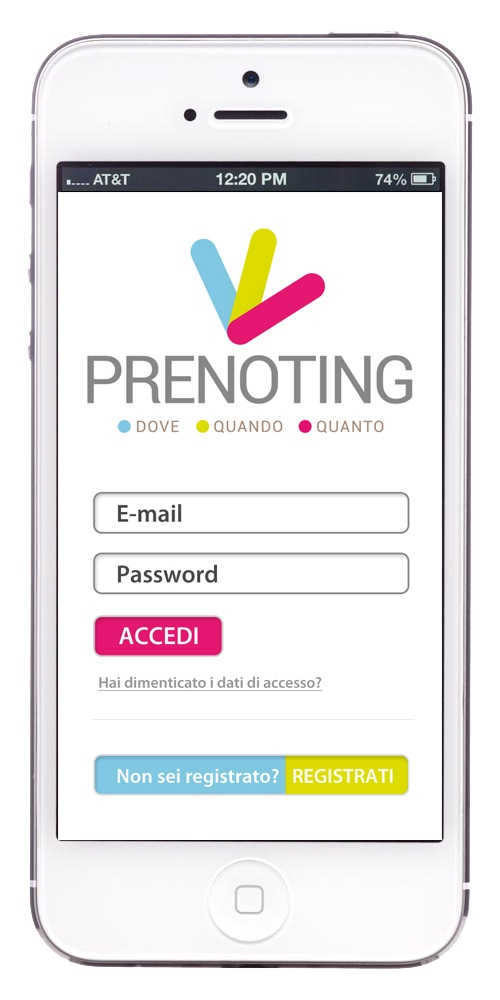 AT&T 12:20 PM 74%
PRENOTING
DOVE QUANDO QUANTO
E-mail
Password
ACCEDI
Hai dimenticato i dati di accesso?
Non sei registrato? REGISTRATI